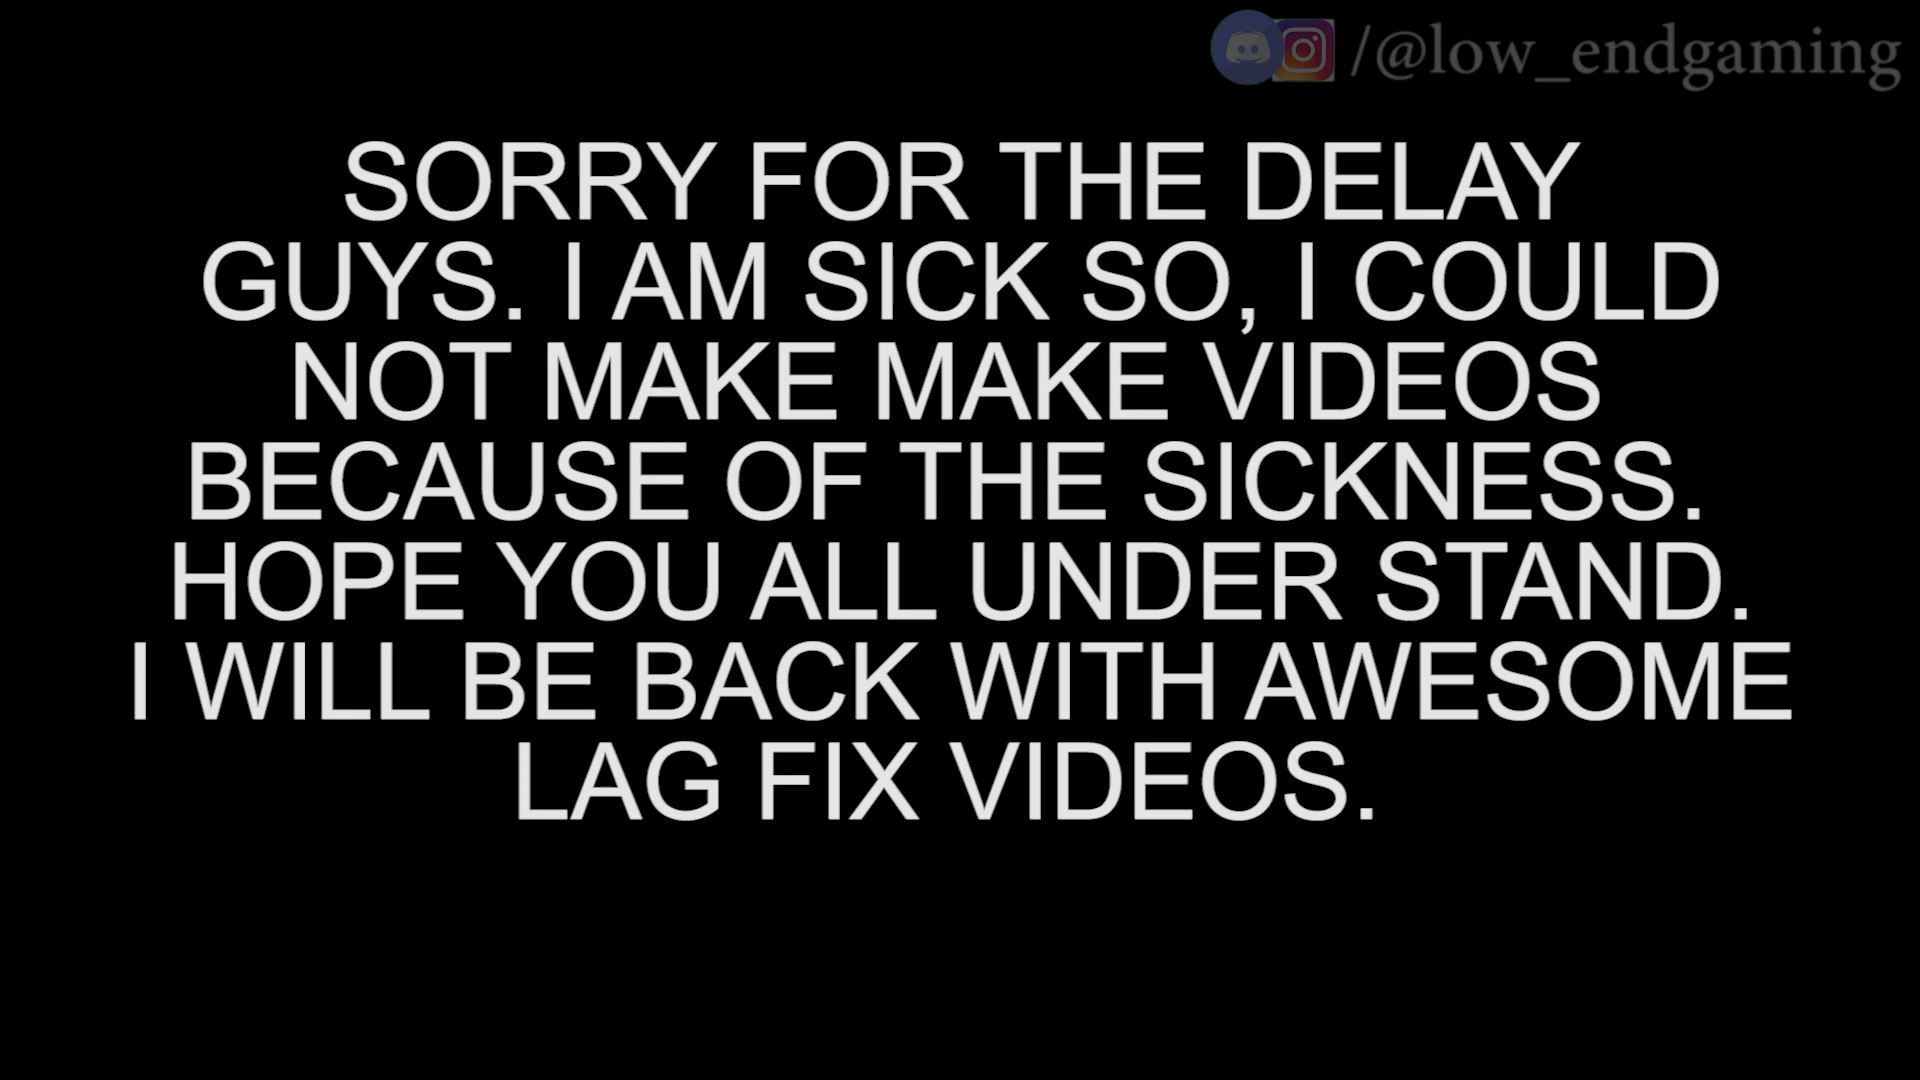 /@low_endgaming
SORRY FOR THE DELAY
GUYS. I AM SICK SO, I COULD
NOT MAKE MAKE VIDEOS
BECAUSE OF THE SICKNESS.
HOPE YOU ALL UNDER STAND.
I WILL BE BACK WITH AWESOME
LAG FIX VIDEOS.